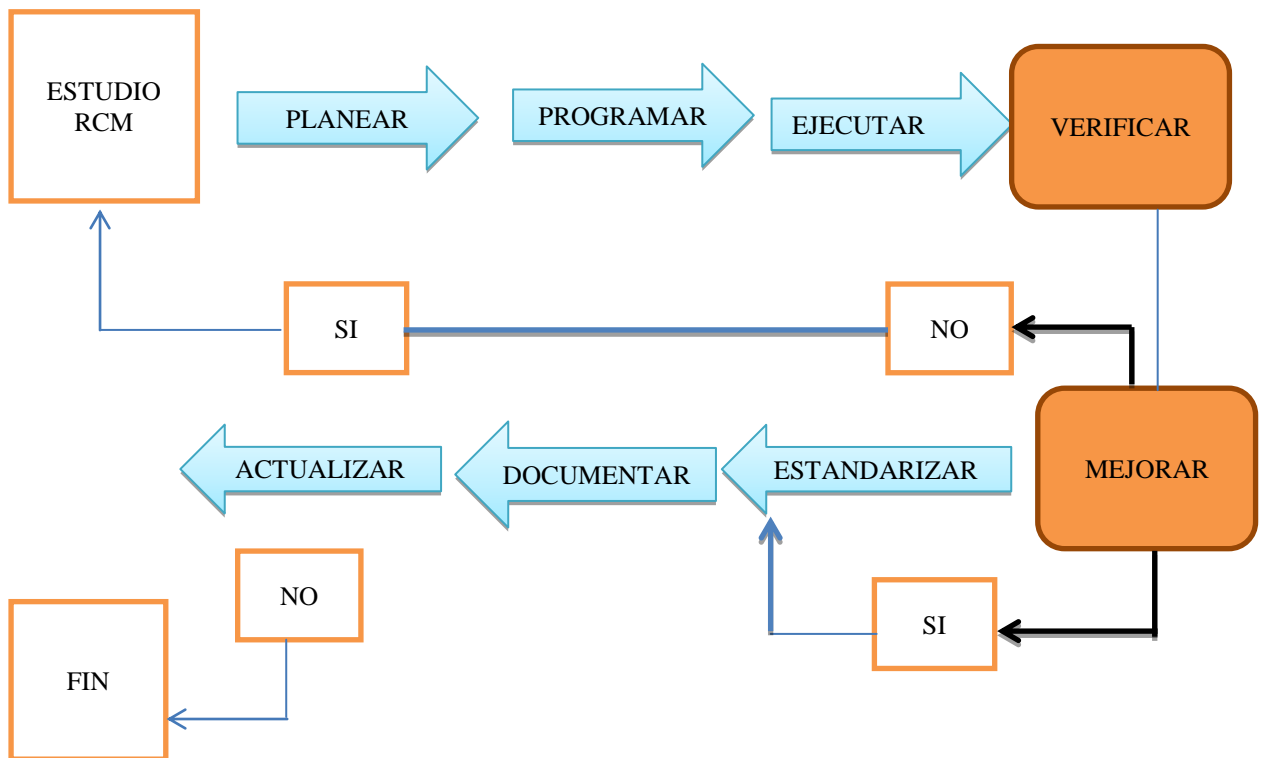 ESTUDIO
RCM
PLANEAR
PROGRAMAR
EJECUTAR
VERIFICAR
SI
NO
ACTUALIZAR
DOCUMENTAR
ESTANDARIZAR
MEJORAR
NO
SI
FIN